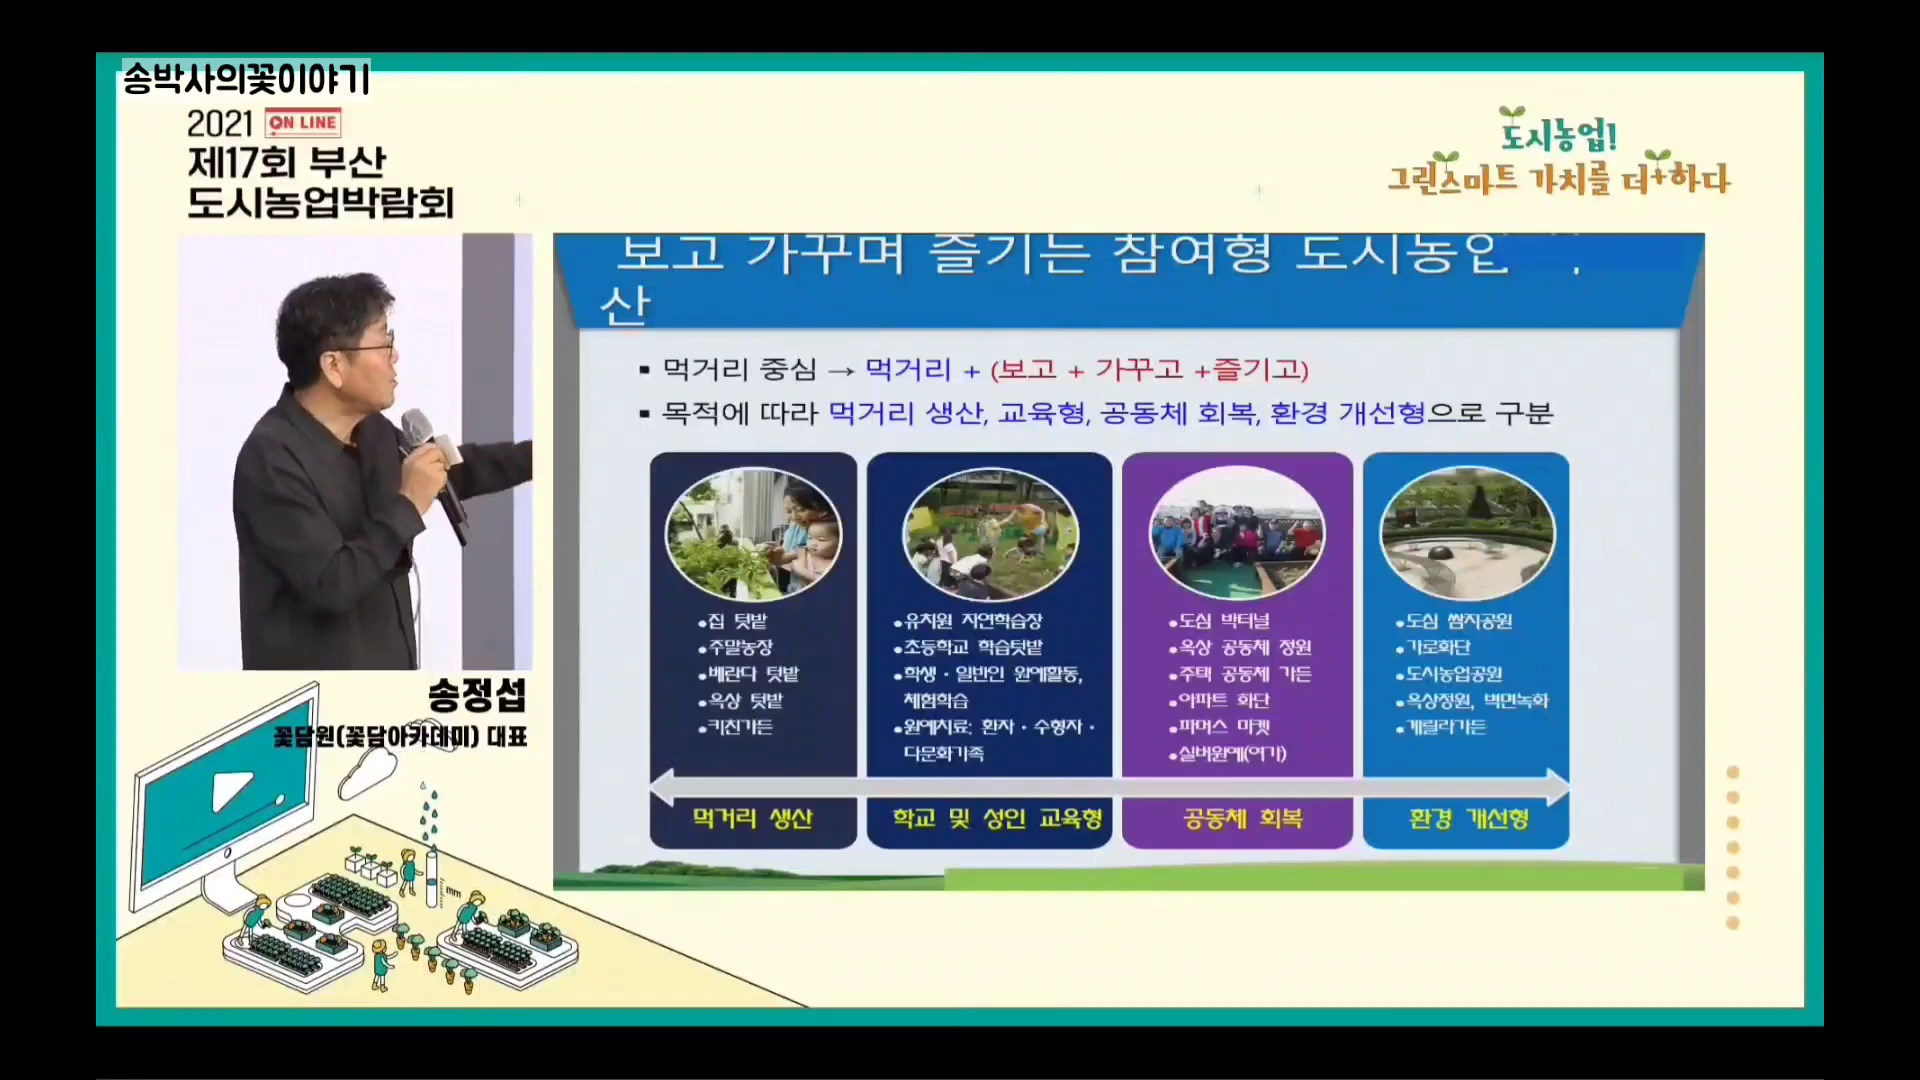 송박사의꽃이야기
2021 ON LINE
제17회 부산
도시농업박람회
도시농업!
그린스마트 가치를 더+하다
보고 가꾸며 즐기는 참여형 도시농업
산
▪ 먹거리 중심 → 먹거리 + (보고 + 가꾸고 +즐기고)
▪ 목적에 따라 먹거리 생산, 교육형, 공동체 회복, 환경 개선형으로 구분
•집 텃밭
•주말농장
•베란다 텃밭
•옥상 텃밭
•키친가든
먹거리 생산
•유치원 자연학습장
•초등학교 학습텃밭
•학생·일반인 원예활동,
체험학습
•원예치료: 환자·수형자·
다문화가족
학교 및 성인 교육형
•도심 박터널
•옥상 공동체 정원
•주택 공동체 가든
•아파트 화단
•파머스 마켓
•실버원예(여가)
공동체 회복
•도심 쌈지공원
•가로화단
•도시농업공원
•옥상정원, 벽면녹화
•게릴라가든
환경 개선형
송정섭
꽃담원(꽃담아카데미) 대표
mm